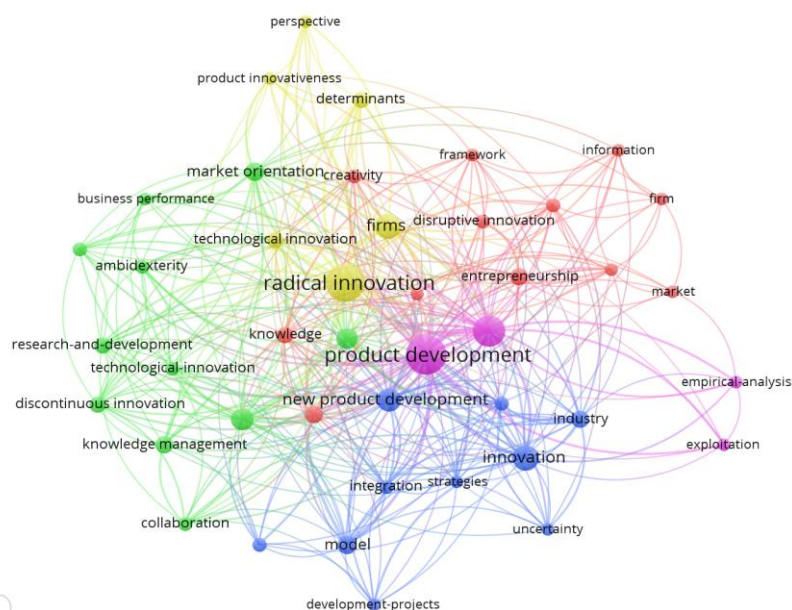 perspective
product innovativeness
determinants
framework
information
market orientation
creativity
business performance
firm
firms
disruptive innovation
technological innovation
ambidexterity
entrepreneurship
radical innovation
market
knowledge
research-and-development
product development
technological-innovation
empirical-analysis
discontinuous innovation
new product development
industry
knowledge management
exploitation
innovation
integration
strategies
collaboration
uncertainty
model
development-projects